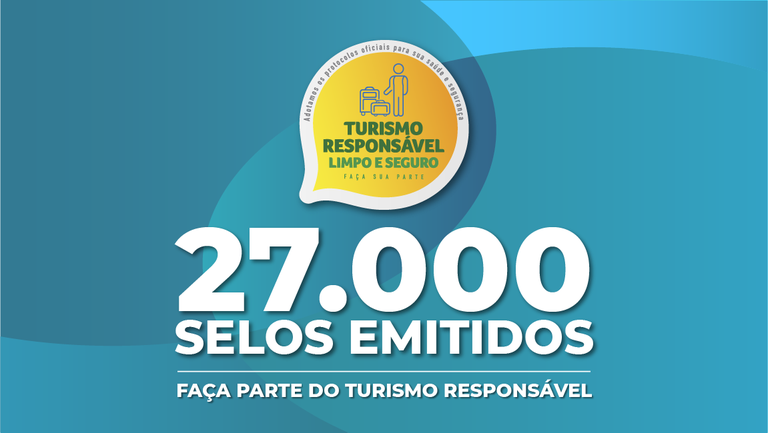 Adotamos os protocolos oficiais para sua saúde e segurança
TURISMO
RESPONSÁVEL
LIMPO E SEGURO
FAÇA SUA PARTE
27.000
SELOS EMITIDOS
FAÇA PARTE DO TURISMO RESPONSÁVEL